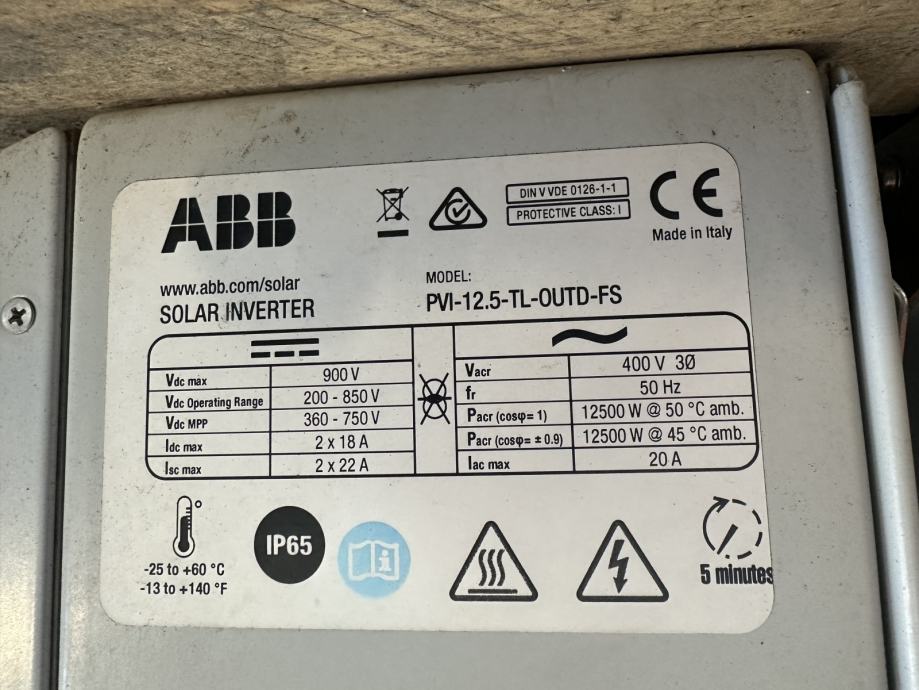 ABB
DIN V VDE 0126-1-1
PROTECTIVE CLASS: I
CE
Made in Italy
www.abb.com/solar
SOLAR INVERTER
MODEL:
PVI-12.5-TL-OUTD-FS
Vdc max 900 V
Vdc Operating Range 200 - 850 V
Vdc MPP 360 - 750 V
Idc max 2 x 18 A
Isc max 2 x 22 A
Vacr 400 V 3Ø
fr 50 Hz
Pacr (cosφ= 1) 12500 W @ 50 °C amb.
Pacr (cosφ= ± 0.9) 12500 W @ 45 °C amb.
Iac max 20 A
-25 to +60 °C
-13 to +140 °F
IP65
5 minutes